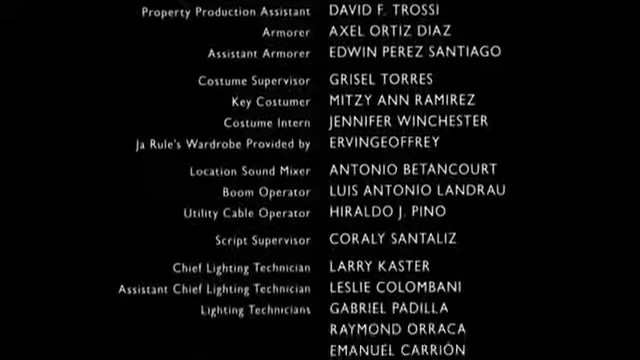 Property Production Assistant DAVID F. TROSSI
Armorer AXEL ORTIZ DIAZ
Assistant Armorer EDWIN PEREZ SANTIAGO
Costume Supervisor GRISEL TORRES
Key Costumer MITZY ANN RAMIREZ
Costume Intern JENNIFER WINCHESTER
Ja Rule's Wardrobe Provided by ERVINGEOFFREY
Location Sound Mixer ANTONIO BETANCOURT
Boom Operator LUIS ANTONIO LANDRAU
Utility Cable Operator HIRALDO J. PINO
Script Supervisor CORALY SANTALIZ
Chief Lighting Technician LARRY KASTER
Assistant Chief Lighting Technician LESLIE COLOMBANI
Lighting Technicians GABRIEL PADILLA
RAYMOND ORRACA
EMANUEL CARRIÓN